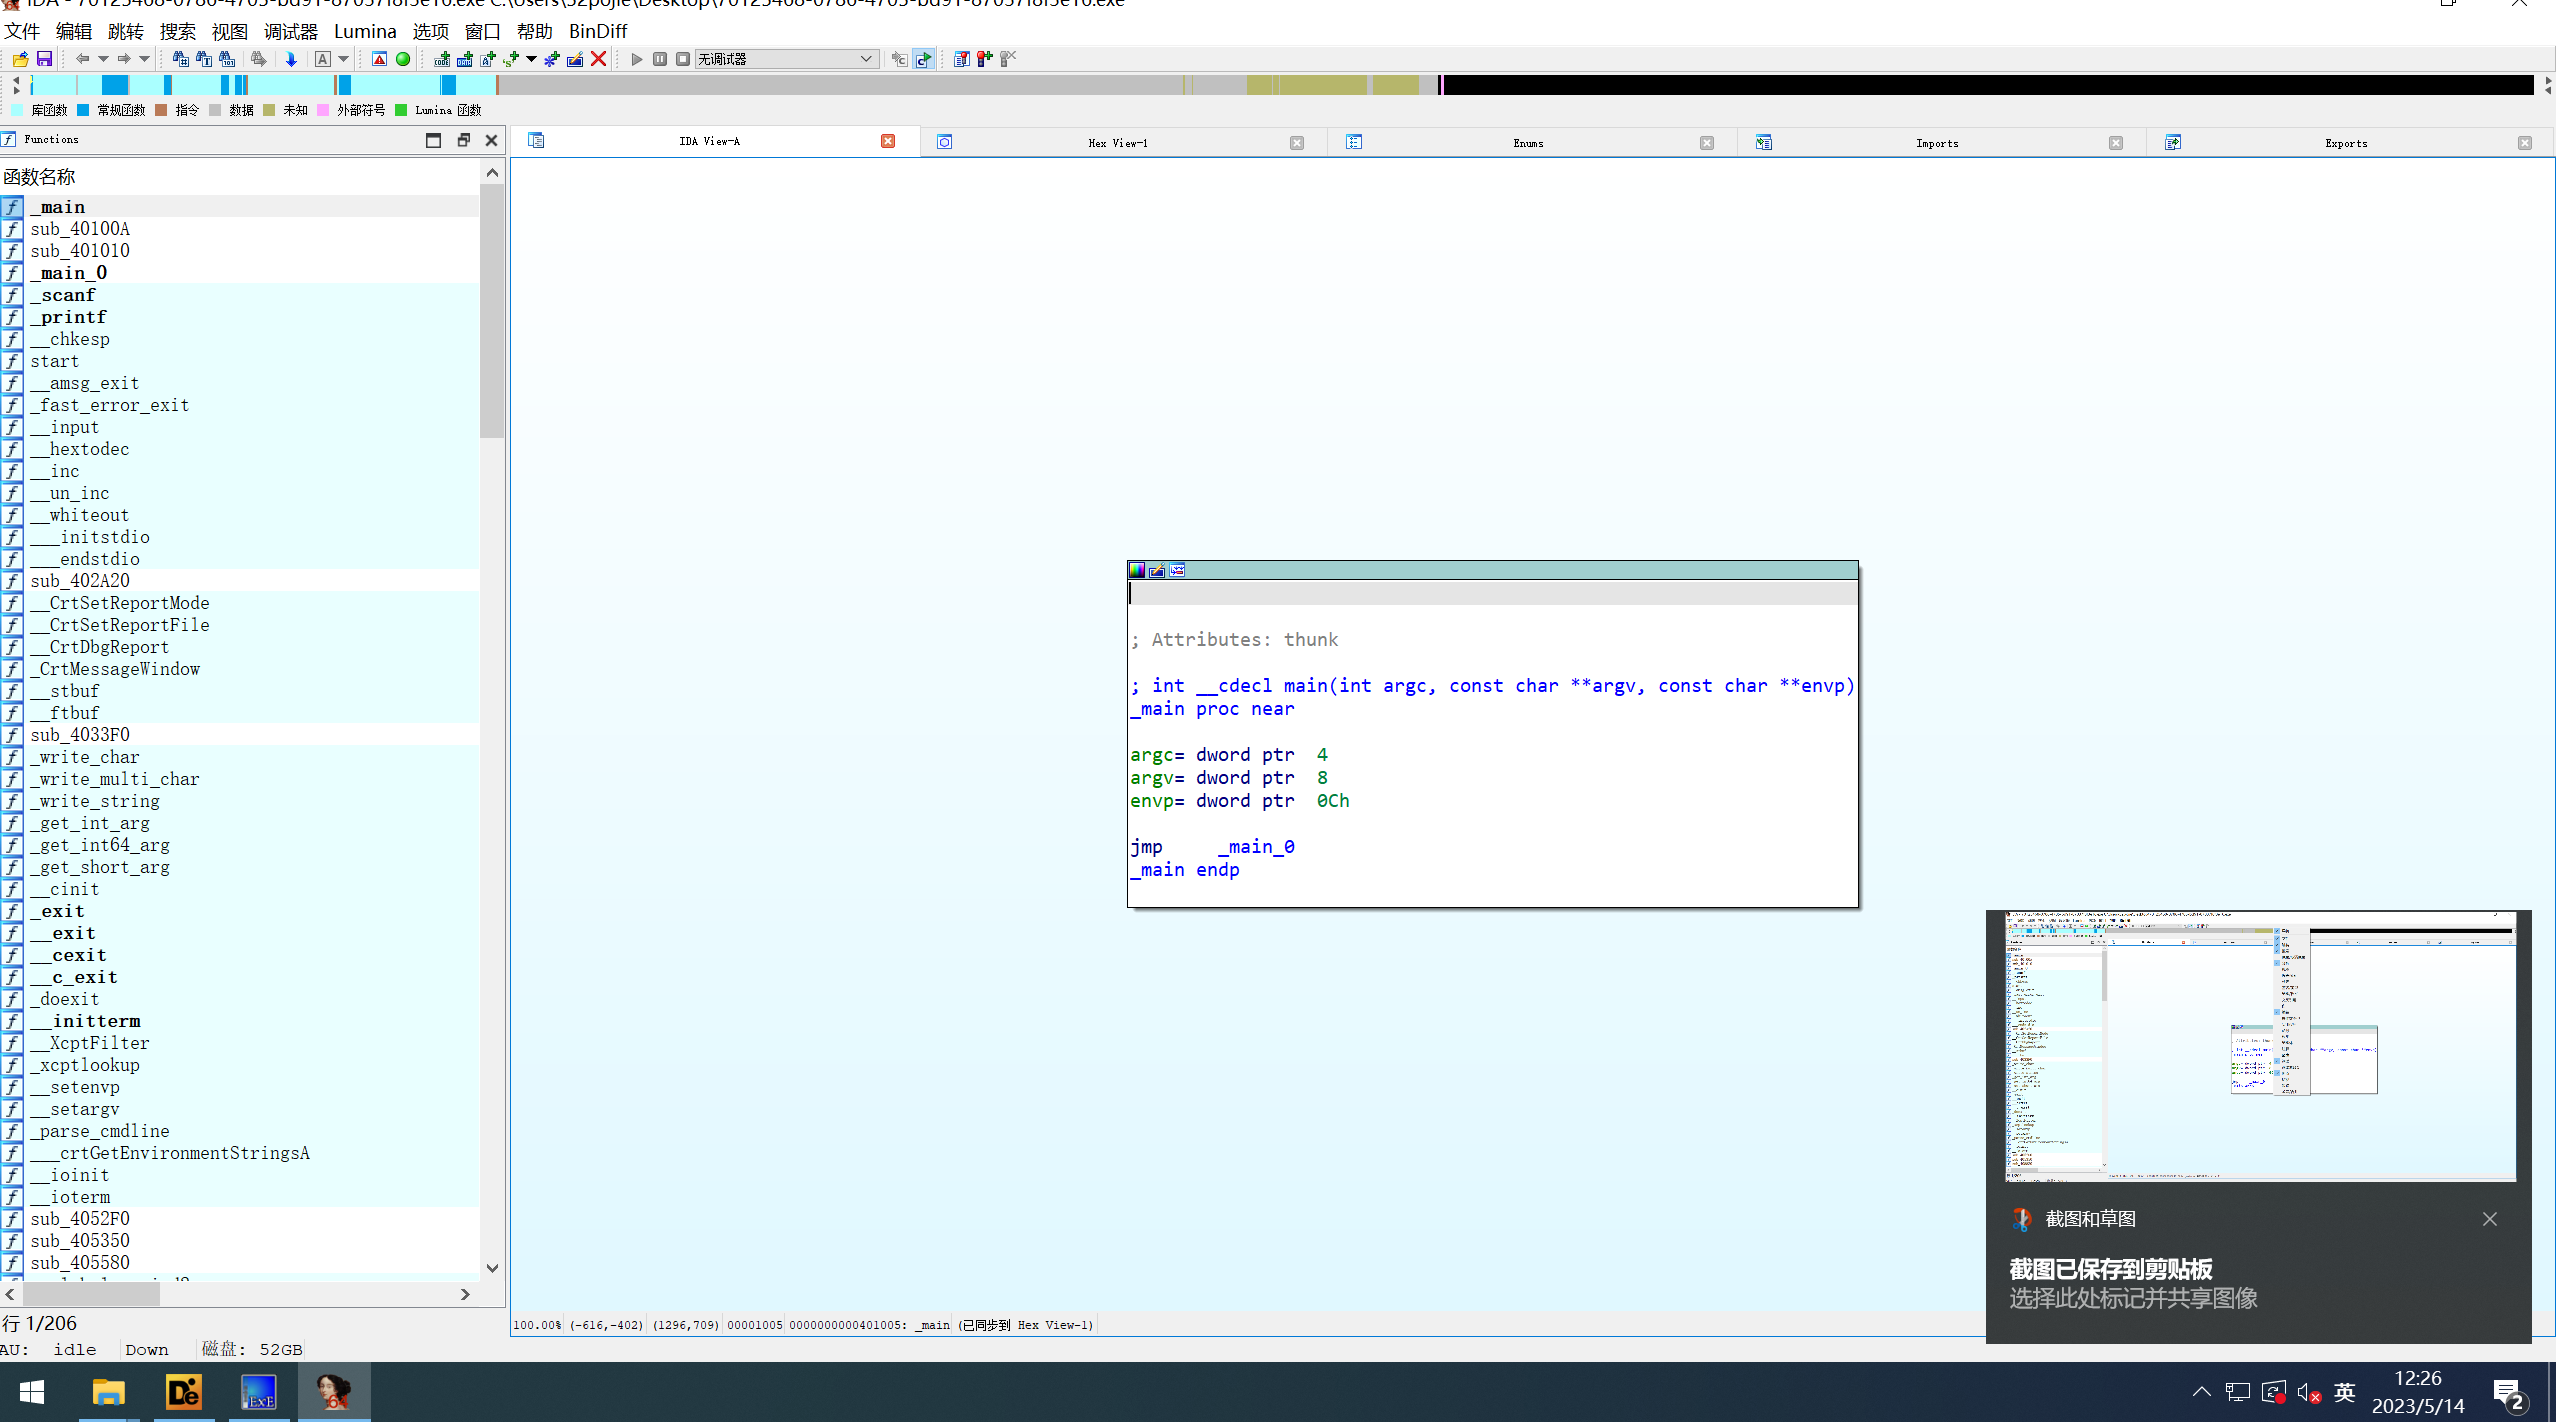 IDA - 70125468-0786-4705-bd91-87057f8f5e16.exe C:\Users\52pojie\Desktop\70125468-0786-4705-bd91-87057f8f5e16.exe
文件 编辑 跳转 搜索 视图 调试器 Lumina 选项 窗口 帮助 BinDiff
无调试器
库函数 常规函数 指令 数据 未知 外部符号 Lumina 函数
Functions
IDA View-A
Hex View-1
Enums
Imports
Exports
函数名称
_main
sub_40100A
sub_401010
_main_0
_scanf
_printf
__chkesp
start
__amsg_exit
_fast_error_exit
__input
__hextodec
__inc
__un_inc
__whiteout
___initstdio
___endstdio
sub_402A20
__CrtSetReportMode
__CrtSetReportFile
__CrtDbgReport
_CrtMessageWindow
__stbuf
__ftbuf
sub_4033F0
_write_char
_write_multi_char
_write_string
_get_int_arg
_get_int64_arg
_get_short_arg
__cinit
_exit
__exit
__cexit
__c_exit
_doexit
__initterm
__XcptFilter
_xcptlookup
__setenvp
__setargv
_parse_cmdline
___crtGetEnvironmentStringsA
__ioinit
__ioterm
sub_4052F0
sub_405350
sub_405580
行 1/206
; Attributes: thunk
; int __cdecl main(int argc, const char **argv, const char **envp)
_main proc near
argc= dword ptr  4
argv= dword ptr  8
envp= dword ptr  0Ch
jmp     _main_0
_main endp
100.00% (-616,-402) (1296,709) 00001005 0000000000401005: _main (已同步到 Hex View-1)
截图和草图
截图已保存到剪贴板
选择此处标记并共享图像
AU: idle Down 磁盘: 52GB
英
12:26
2023/5/14
2